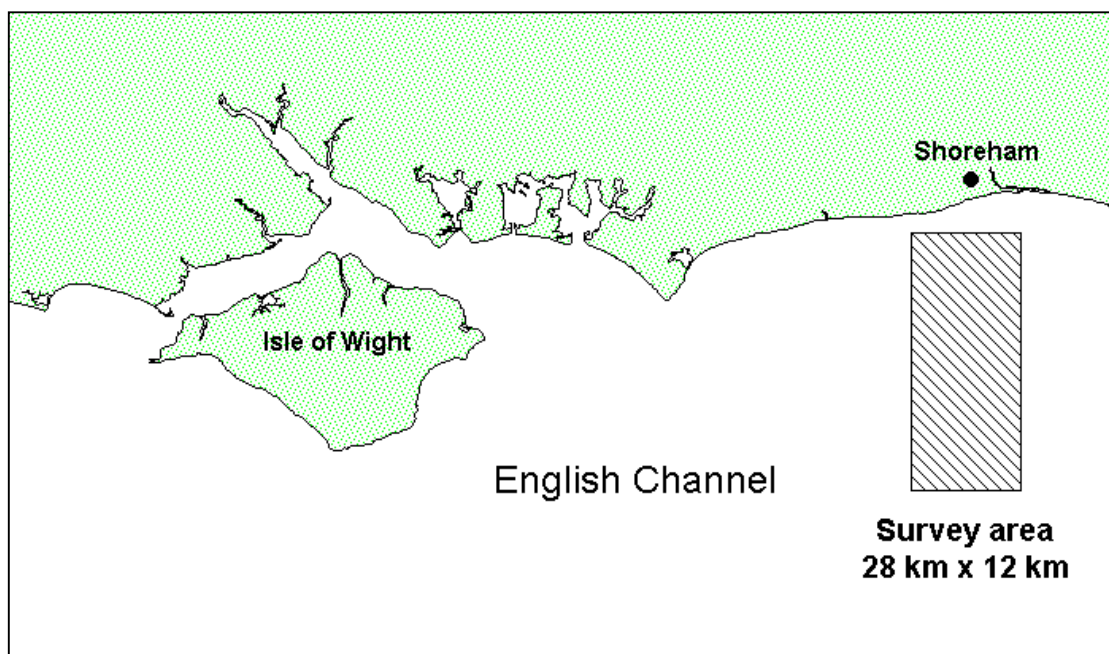 Shoreham
Isle of Wight
English Channel
Survey area
28 km x 12 km